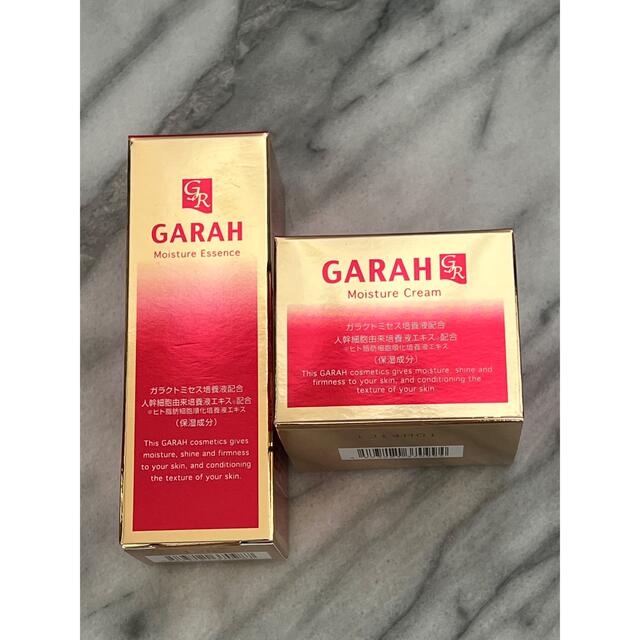 GR
GARAH
Moisture Essence
ガラクトミセス培養液配合
人幹細胞由来培養液エキス※配合
※ヒト脂肪細胞順化培養液エキス
（保湿成分）
This GARAH cosmetics gives
moisture, shine and firmness
to your skin, and conditioning
the texture of your skin.
GARAH GR
Moisture Cream
ガラクトミセス培養液配合
人幹細胞由来培養液エキス※配合
※ヒト脂肪細胞順化培養液エキス
（保湿成分）
This GARAH cosmetics gives moisture, shine and
firmness to your skin, and conditioning the
texture of your skin.